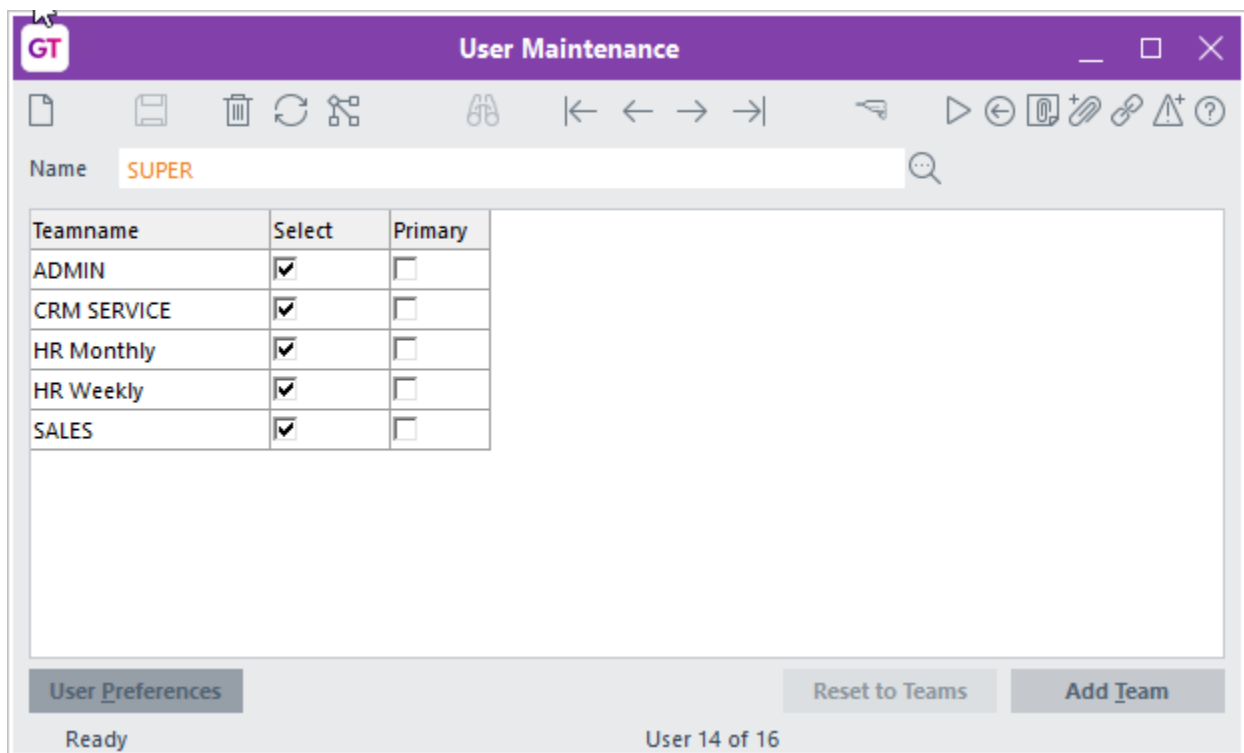 GT User Maintenance
Name SUPER
Teamname Select Primary
ADMIN
CRM SERVICE
HR Monthly
HR Weekly
SALES
User Preferences Reset to Teams Add Team
Ready User 14 of 16